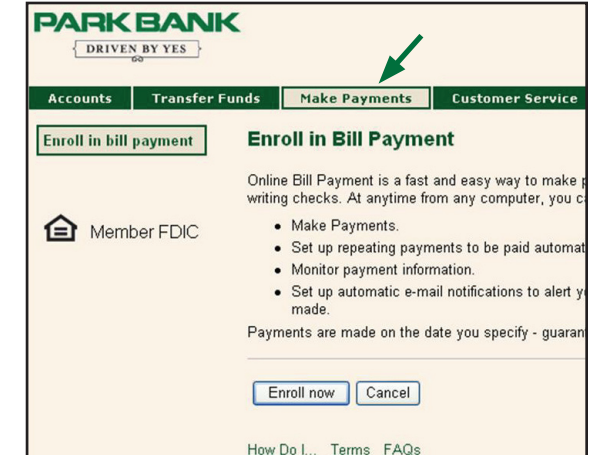 PARK BANK
DRIVEN BY YES
Accounts Transfer Funds Make Payments Customer Service
Enroll in bill payment
Member FDIC
Enroll in Bill Payment
Online Bill Payment is a fast and easy way to make
writing checks. At anytime from any computer, you
Make Payments.
Set up repeating payments to be paid
Monitor payment information.
Set up automatic e-mail notifications to alert
made.
Payments are made on the date you specify -
Enroll now Cancel
How Do I... Terms FAQs